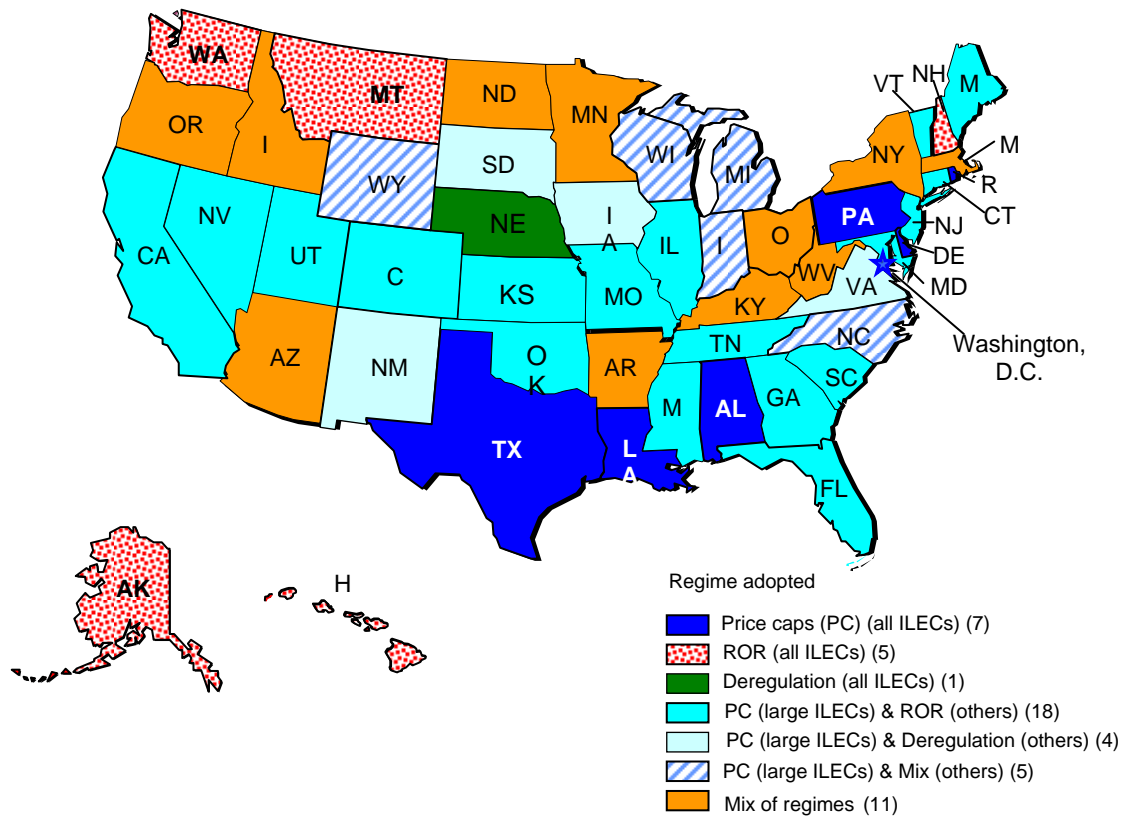 WA
MT
ND
MN
VT
NH
M
OR
I
SD
WI
MI
NY
M
WY
R
NE
I
A
PA
CT
NV
UT
IL
I
O
NJ
CA
C
DE
WV
KS
MO
VA
MD
KY
AZ
NM
O
K
AR
TN
NC
Washington,
D.C.
M
AL
GA
SC
TX
L
A
FL
AK
H
Regime adopted
Price caps (PC) (all ILECs) (7)
ROR (all ILECs) (5)
Deregulation (all ILECs) (1)
PC (large ILECs) & ROR (others) (18)
PC (large ILECs) & Deregulation (others) (4)
PC (large ILECs) & Mix (others) (5)
Mix of regimes (11)